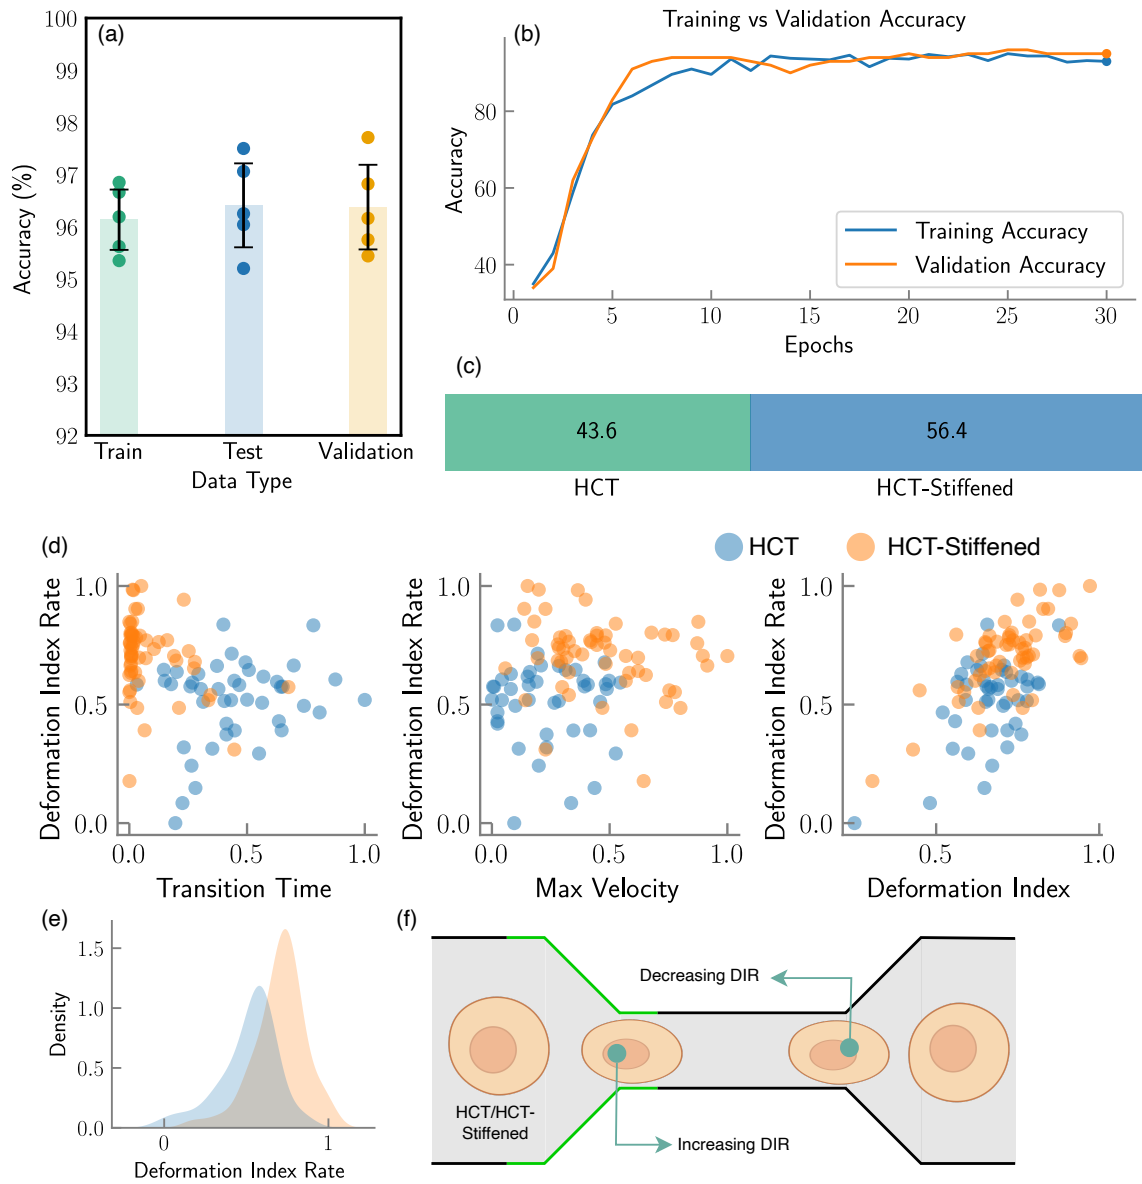 (a)
100
99
98
97
96
95
94
93
92
Accuracy (%)
Train
Test
Validation
Data Type
(b)
Training vs Validation Accuracy
80
60
40
Accuracy
0
5
10
15
20
25
30
Epochs
Training Accuracy
Validation Accuracy
(c)
43.6
56.4
HCT
HCT-Stiffened
(d)
HCT
HCT-Stiffened
Deformation Index Rate
1.0
0.5
0.0
0.0
0.5
1.0
Transition Time
Deformation Index Rate
1.0
0.5
0.0
0.0
0.5
1.0
Max Velocity
Deformation Index Rate
1.0
0.5
0.0
0.5
1.0
Deformation Index
(e)
1.5
1.0
0.5
0.0
Density
0
1
Deformation Index Rate
(f)
Decreasing DIR
HCT/HCT-
Stiffened
Increasing DIR